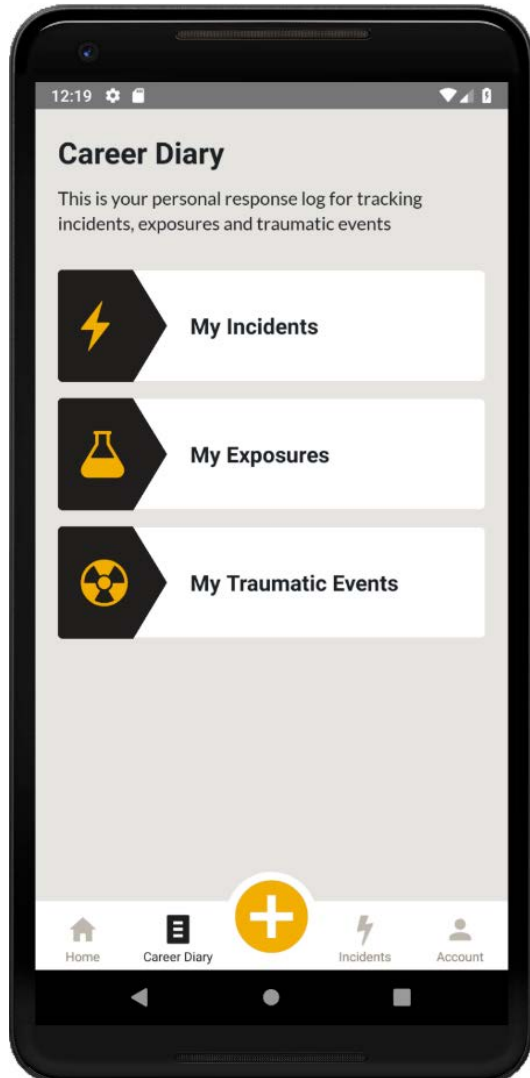 12:19
Career Diary
This is your personal response log for tracking
incidents, exposures and traumatic events
My Incidents
My Exposures
My Traumatic Events
Home
Career Diary
Incidents
Account